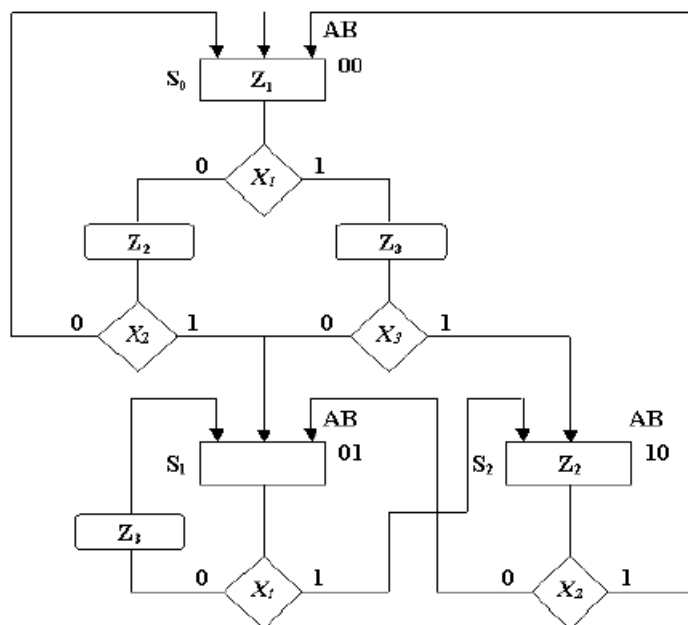 AB
S₀ Z₁ 00
0 X₁ 1
Z₂ Z₃
0 X₂ 1 0 X₃ 1
AB AB
S₁ 01 S₂ Z₂ 10
Z₃
0 X₁ 1 0 X₂ 1